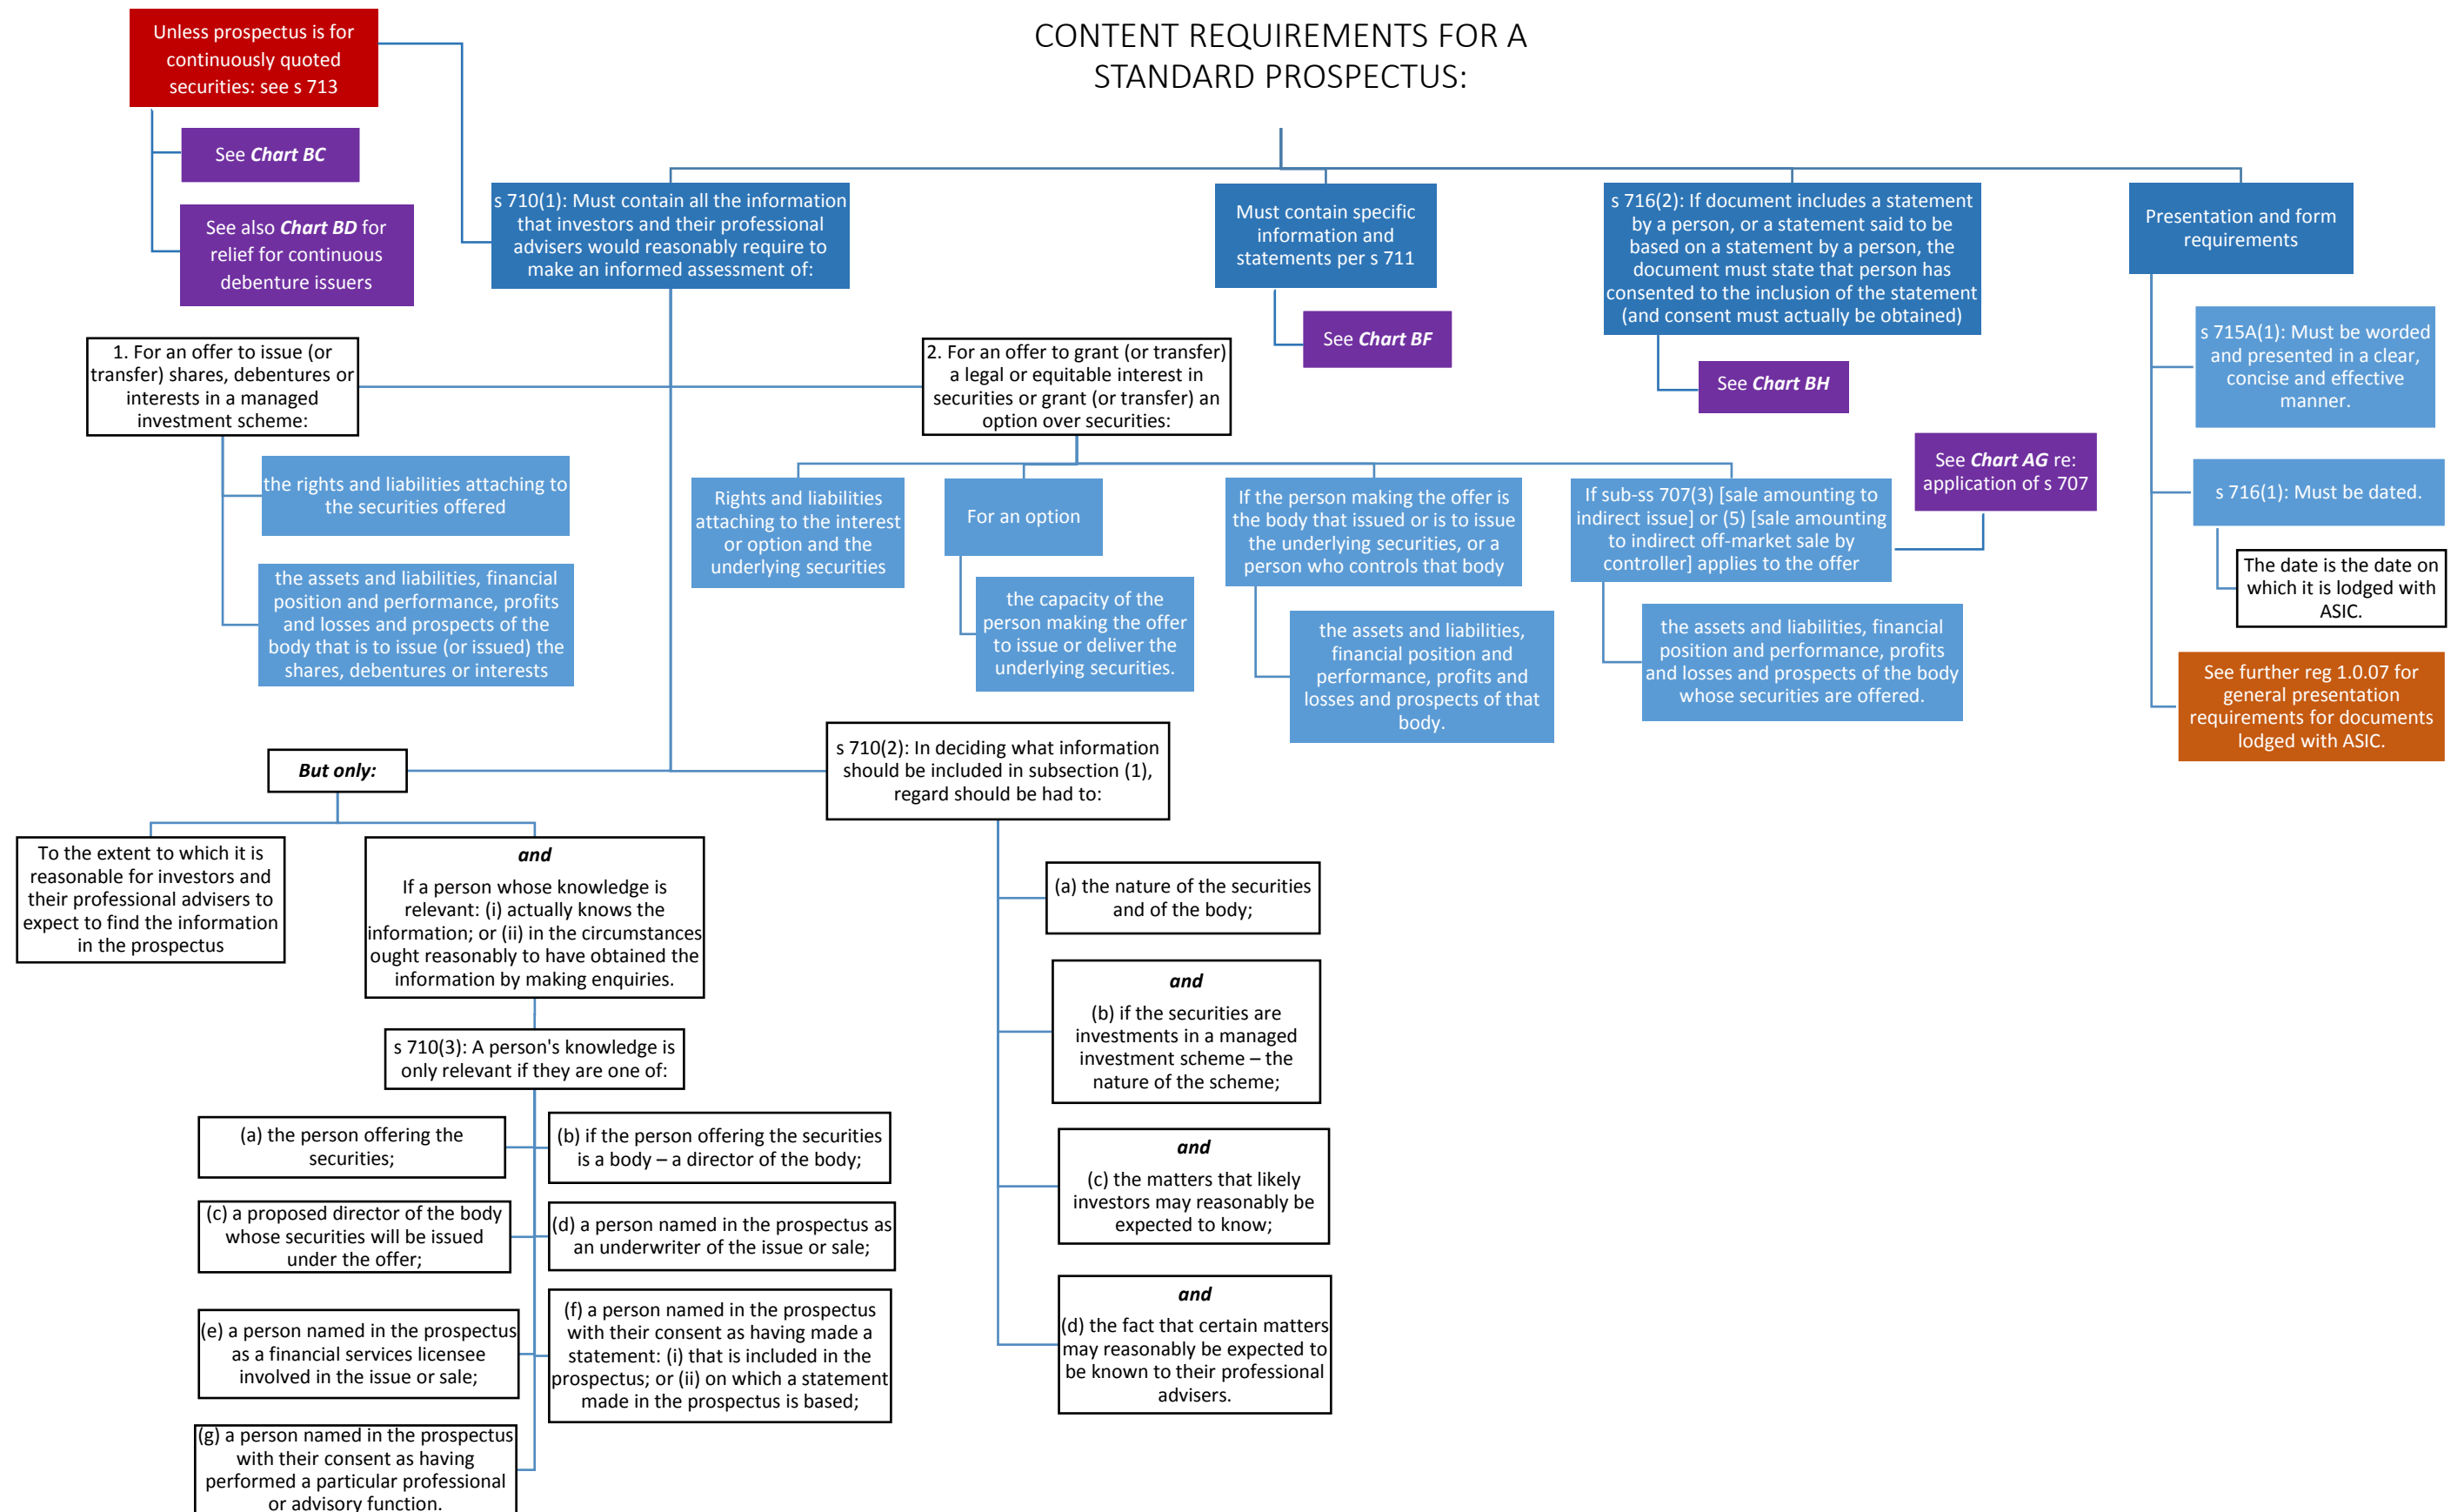 CONTENT REQUIREMENTS FOR A
STANDARD PROSPECTUS:
Unless prospectus is for
continuously quoted
securities: see s 713
See Chart BC
See also Chart BD for
relief for continuous
debenture issuers
s 710(1): Must contain all the information
that investors and their professional
advisers would reasonably require to
make an informed assessment of:
Must contain specific
information and
statements per s 711
See Chart BF
s 716(2): If document includes a statement
by a person, or a statement said to be
based on a statement by a person, the
document must state that person has
consented to the inclusion of the statement
(and consent must actually be obtained)
See Chart BH
Presentation and form
requirements
s 715A(1): Must be worded
and presented in a clear,
concise and effective
manner.
s 716(1): Must be dated.
The date is the date on
which it is lodged with
ASIC.
See further reg 1.0.07 for
general presentation
requirements for documents
lodged with ASIC.
1. For an offer to issue (or
transfer) shares, debentures or
interests in a managed
investment scheme:
the rights and liabilities attaching to
the securities offered
the assets and liabilities, financial
position and performance, profits
and losses and prospects of the
body that is to issue (or issued) the
shares, debentures or interests
2. For an offer to grant (or transfer)
a legal or equitable interest in
securities or grant (or transfer) an
option over securities:
Rights and liabilities
attaching to the interest
or option and the
underlying securities
For an option
the capacity of the
person making the offer
to issue or deliver the
underlying securities.
If the person making the offer is
the body that issued or is to issue
the underlying securities, or a
person who controls that body
the assets and liabilities,
financial position and
performance, profits and
losses and prospects of that
body.
If sub-ss 707(3) [sale amounting to
indirect issue] or (5) [sale amounting
to indirect off-market sale by
controller] applies to the offer
See Chart AG re:
application of s 707
the assets and liabilities, financial
position and performance, profits
and losses and prospects of the body
whose securities are offered.
But only:
To the extent to which it is
reasonable for investors and
their professional advisers to
expect to find the information
in the prospectus
and
If a person whose knowledge is
relevant: (i) actually knows the
information; or (ii) in the circumstances
ought reasonably to have obtained the
information by making enquiries.
s 710(3): A person's knowledge is
only relevant if they are one of:
(a) the person offering the
securities;
(b) if the person offering the securities
is a body – a director of the body;
(c) a proposed director of the body
whose securities will be issued
under the offer;
(d) a person named in the prospectus as
an underwriter of the issue or sale;
(e) a person named in the prospectus
as a financial services licensee
involved in the issue or sale;
(f) a person named in the prospectus
with their consent as having made a
statement: (i) that is included in the
prospectus; or (ii) on which a statement
made in the prospectus is based;
(g) a person named in the prospectus
with their consent as having
performed a particular professional
or advisory function.
s 710(2): In deciding what information
should be included in subsection (1),
regard should be had to:
(a) the nature of the securities
and of the body;
and
(b) if the securities are
investments in a managed
investment scheme – the
nature of the scheme;
and
(c) the matters that likely
investors may reasonably be
expected to know;
and
(d) the fact that certain matters
may reasonably be expected to
be known to their professional
advisers.